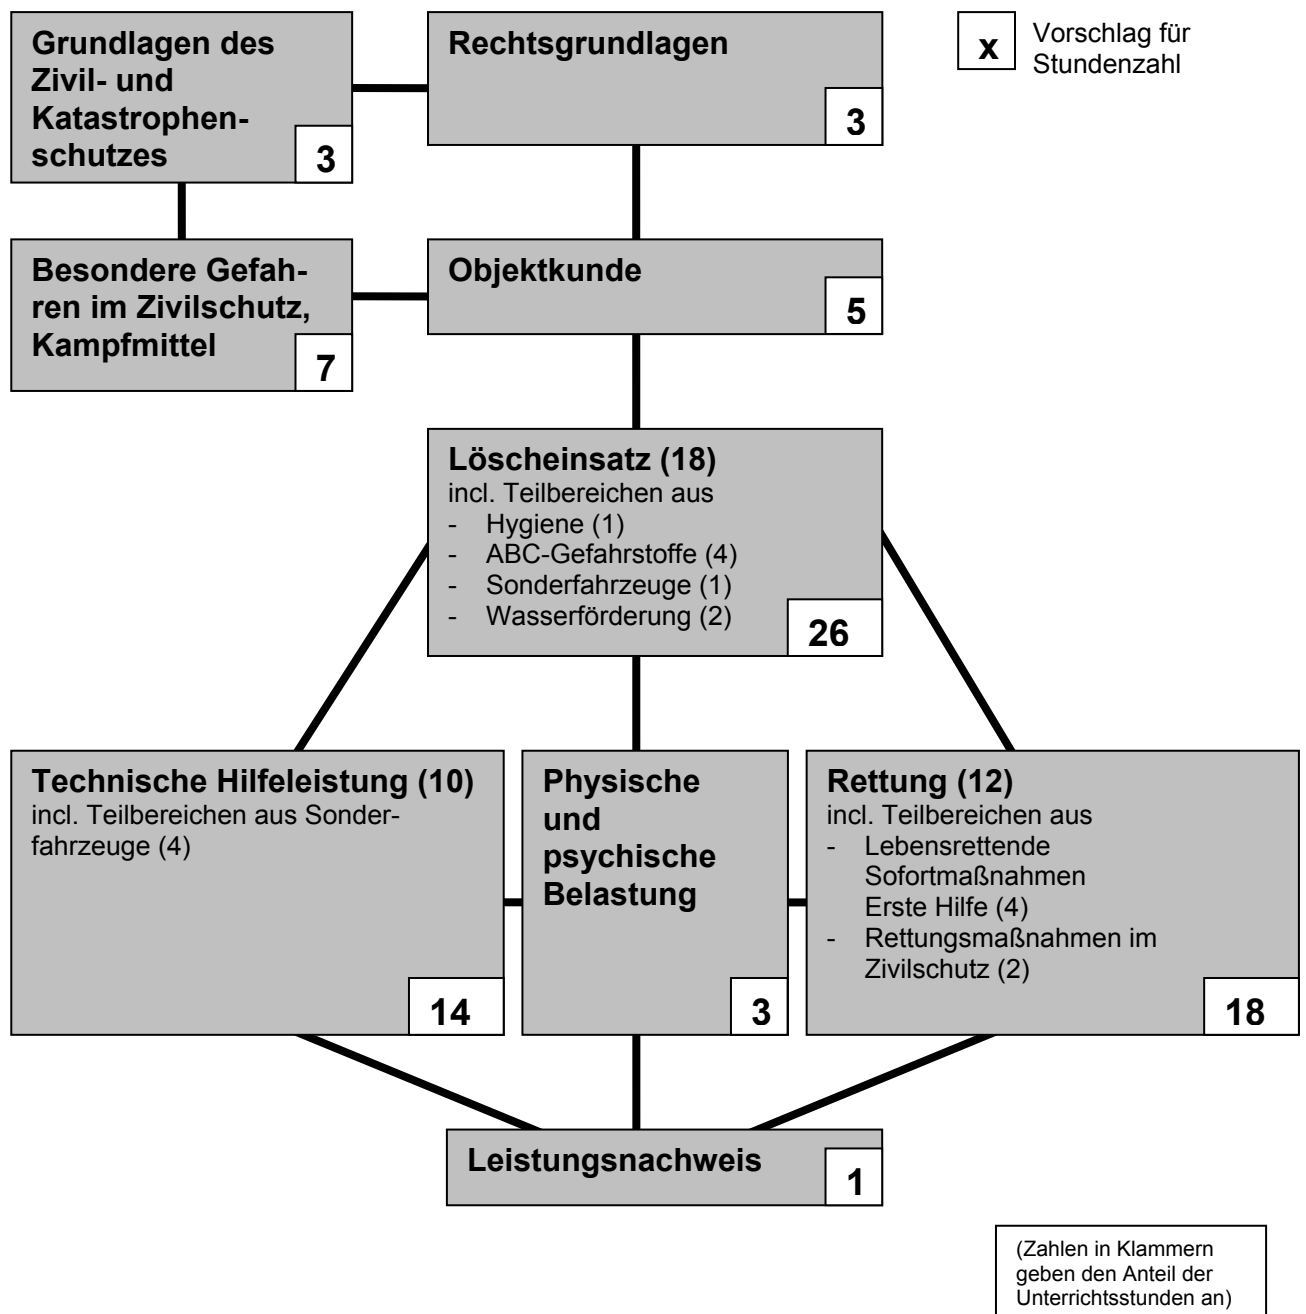 Grundlagen des
Zivil- und
Katastrophen-
schutzes
3
Rechtsgrundlagen
3
x
Vorschlag für
Stundenzahl
Besondere Gefah-
ren im Zivilschutz,
Kampfmittel
7
Objektkunde
5
Löscheinsatz (18)
incl. Teilbereichen aus
- Hygiene (1)
- ABC-Gefahrstoffe (4)
- Sonderfahrzeuge (1)
- Wasserförderung (2)
26
Technische Hilfeleistung (10)
incl. Teilbereichen aus Sonder-
fahrzeuge (4)
14
Physische
und
psychische
Belastung
3
Rettung (12)
incl. Teilbereichen aus
- Lebensrettende
Sofortmaßnahmen
Erste Hilfe (4)
- Rettungsmaßnahmen im
Zivilschutz (2)
18
Leistungsnachweis
1
(Zahlen in Klammern
geben den Anteil der
Unterrichtsstunden an)